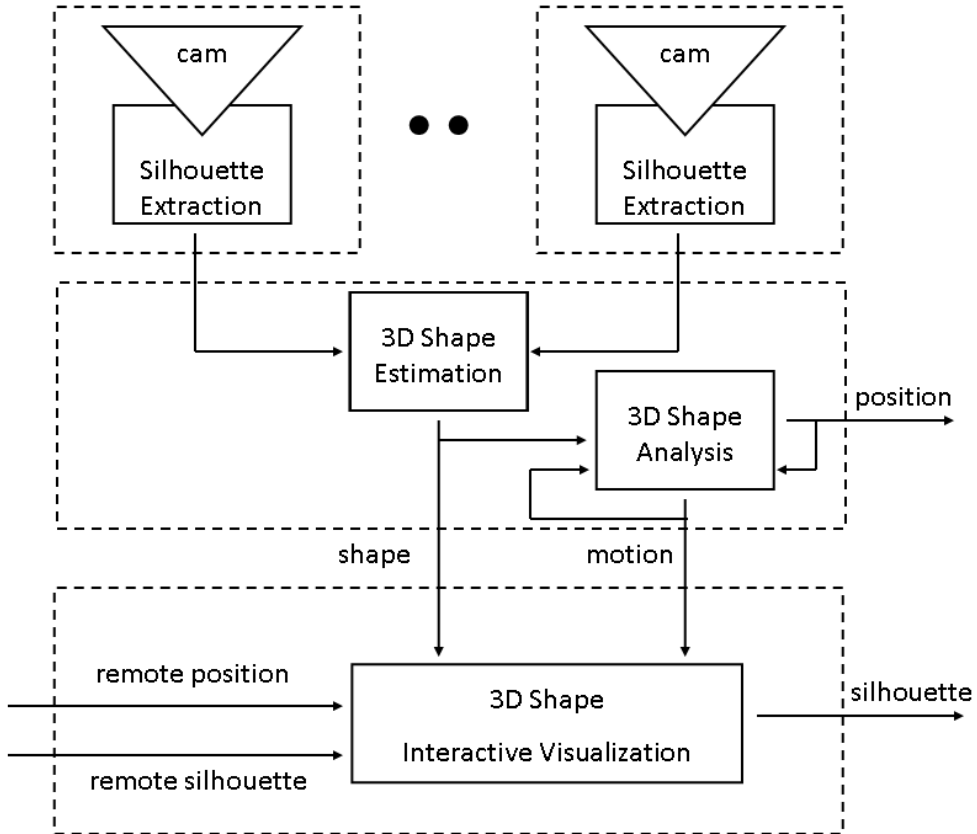 cam
Silhouette
Extraction
cam
Silhouette
Extraction
3D Shape
Estimation
3D Shape
Analysis
position
shape
motion
remote position
remote silhouette
3D Shape
Interactive Visualization
silhouette